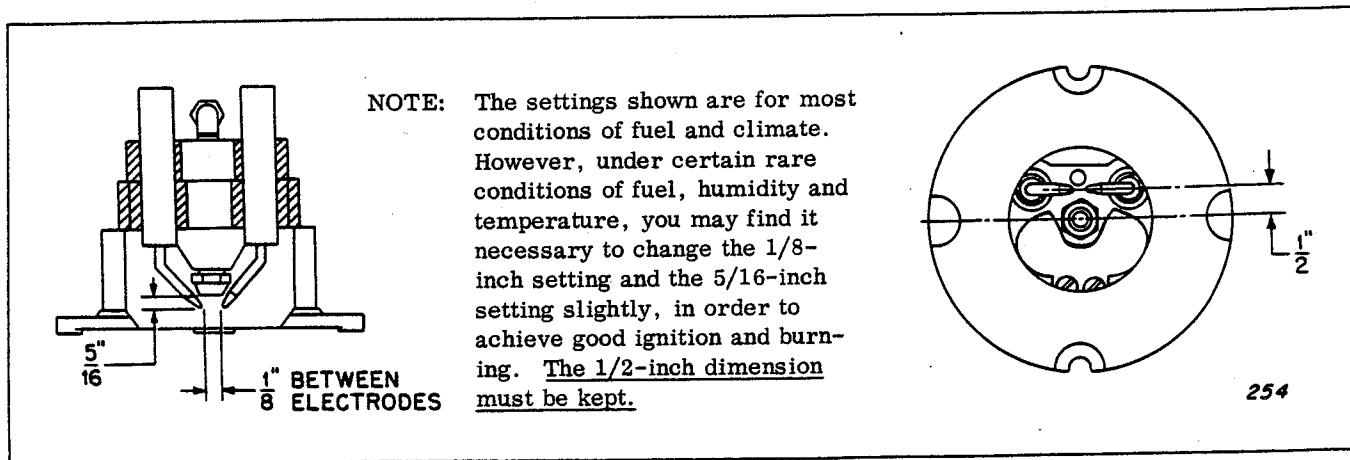 NOTE: The settings shown are for most
conditions of fuel and climate.
However, under certain rare
conditions of fuel, humidity and
temperature, you may find it
necessary to change the 1/8-
inch setting and the 5/16-inch
setting slightly, in order to
achieve good ignition and burn-
ing. The 1/2-inch dimension
must be kept.
5"
16
1" BETWEEN
8 ELECTRODES
1"
2
254